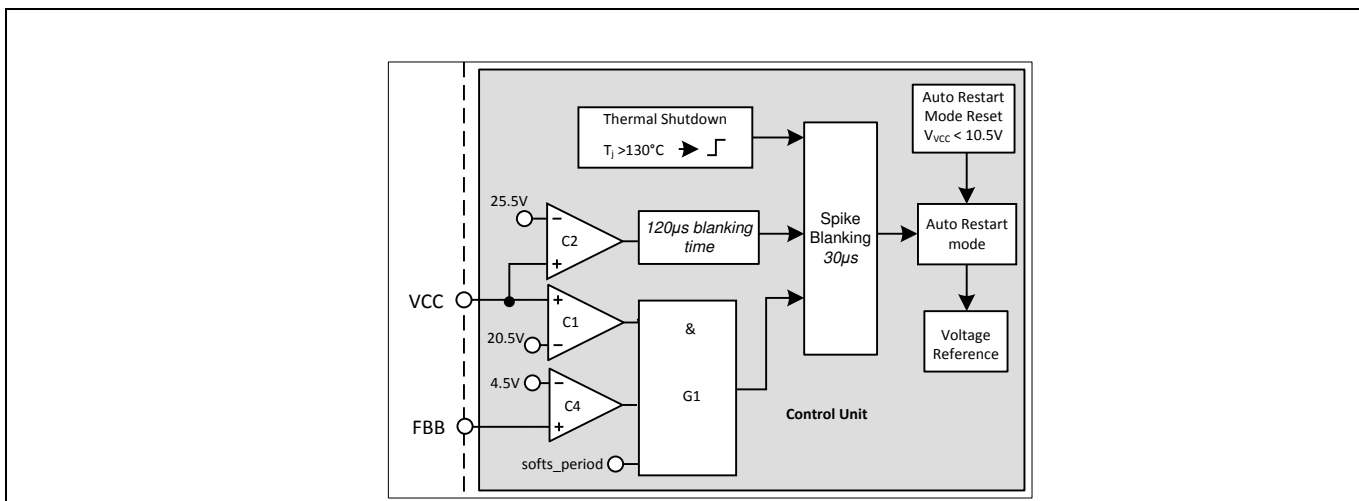 Thermal Shutdown
Tj >130°C
Auto Restart
Mode Reset
VVCC < 10.5V
25.5V
−
C2
+
120µs blanking
time
Spike
Blanking
30µs
Auto Restart
mode
VCC
+
C1
−
20.5V
&
G1
Voltage
Reference
4.5V
−
C4
+
FBB
Control Unit
softs_period